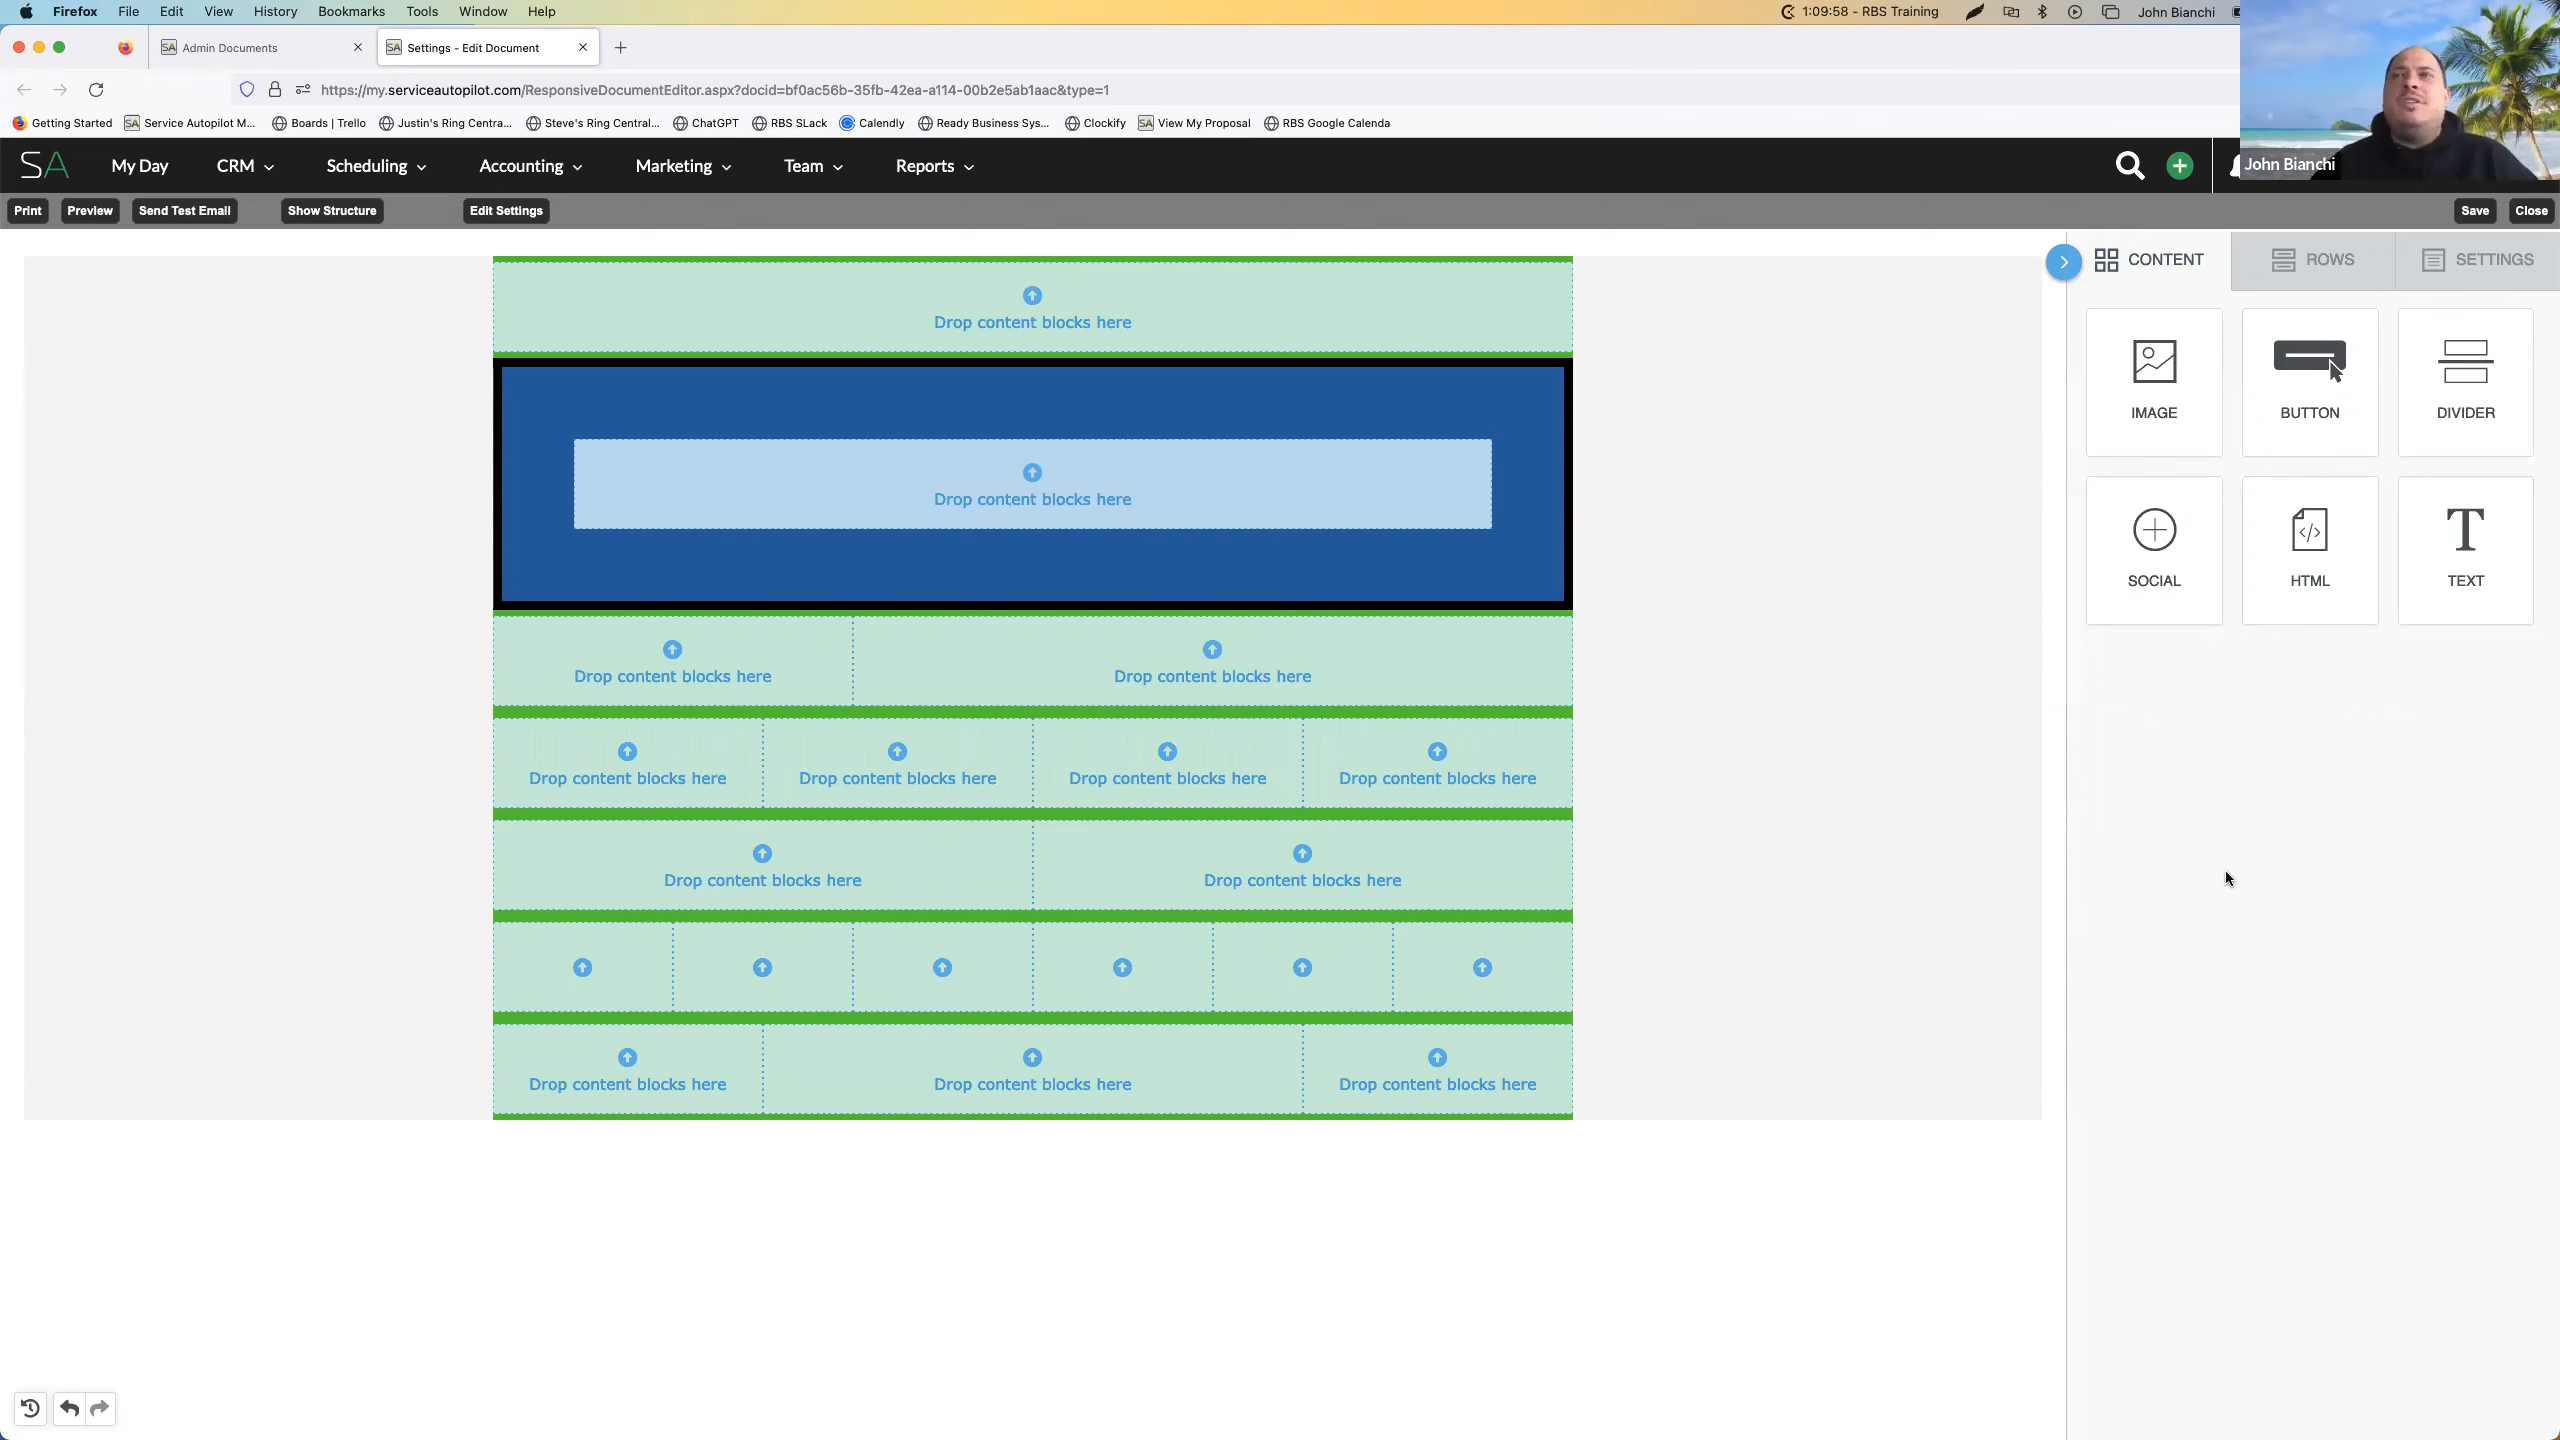 Firefox File Edit View History Bookmarks Tools Window Help 1:09:58 - RBS Training John Bianchi
SA Admin Documents SA Settings - Edit Document
https://my.serviceautopilot.com/ResponsiveDocumentEditor.aspx?docid=bf0ac56b-35fb-42ea-a114-00b2e5ab1aac&type=1
Getting Started SA Service Autopilot M... Boards | Trello Justin's Ring Centra... Steve's Ring Central... ChatGPT RBS SLack Calendly Ready Business Sys... Clockify SA View My Proposal RBS Google Calenda
SA My Day CRM Scheduling Accounting Marketing Team Reports John Bianchi
Print Preview Send Test Email Show Structure Edit Settings Save Close
CONTENT ROWS SETTINGS
Drop content blocks here
IMAGE BUTTON DIVIDER
Drop content blocks here
SOCIAL HTML TEXT
Drop content blocks here Drop content blocks here
Drop content blocks here Drop content blocks here Drop content blocks here Drop content blocks here
Drop content blocks here Drop content blocks here
Drop content blocks here Drop content blocks here Drop content blocks here